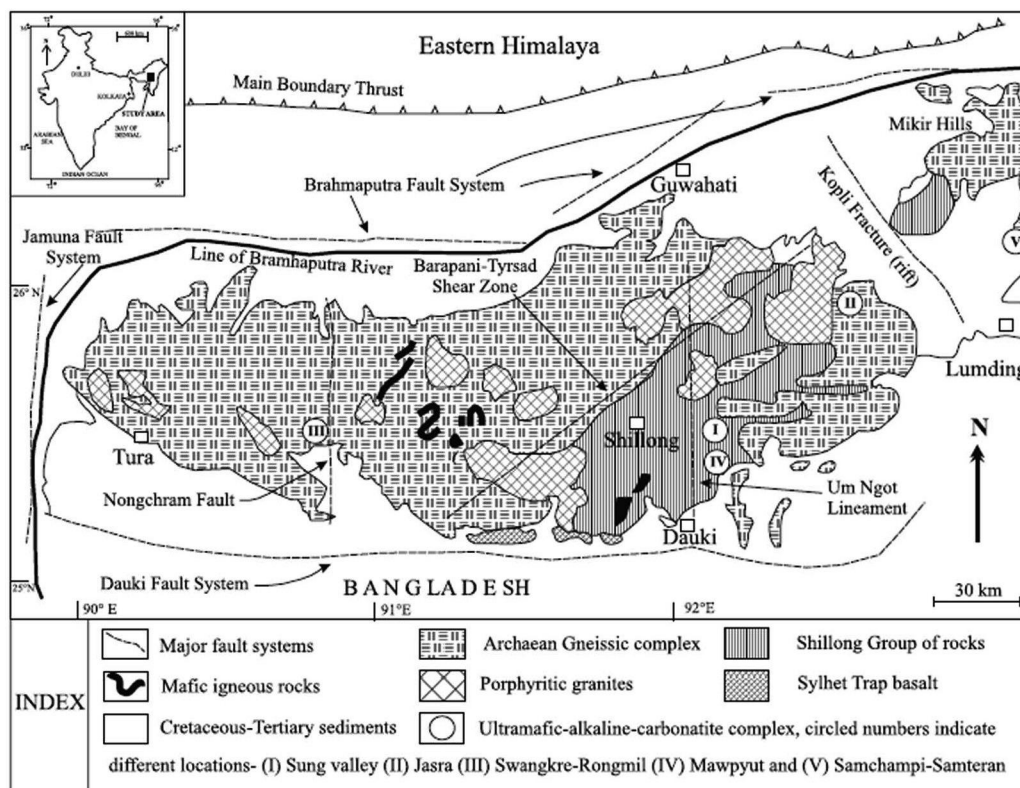 Eastern Himalaya
Main Boundary Thrust
N
DELHI
KOLKATA
STUDY AREA
ARABIAN
SEA
BAY OF
BENGAL
INDIAN OCEAN
Mikir Hills
Brahmaputra Fault System
Guwahati
Kopli Fracture (rift)
Jamuna Fault
System
Line of Bramhaputra River
Barapani-Tyrsad
Shear Zone
V
26° N
II
Lumding
III
Shillong
I
Tura
IV
N
Nongchram Fault
Um Ngot
Lineament
Dauki
Dauki Fault System
BANGLADESH
30 km
25°N
90° E
91°E
92°E
INDEX
Major fault systems
Archaean Gneissic complex
Shillong Group of rocks
Mafic igneous rocks
Porphyritic granites
Sylhet Trap basalt
Cretaceous-Tertiary sediments
Ultramafic-alkaline-carbonatite complex, circled numbers indicate
different locations- (I) Sung valley (II) Jasra (III) Swangkre-Rongmil (IV) Mawpyut and (V) Samchampi-Samteran